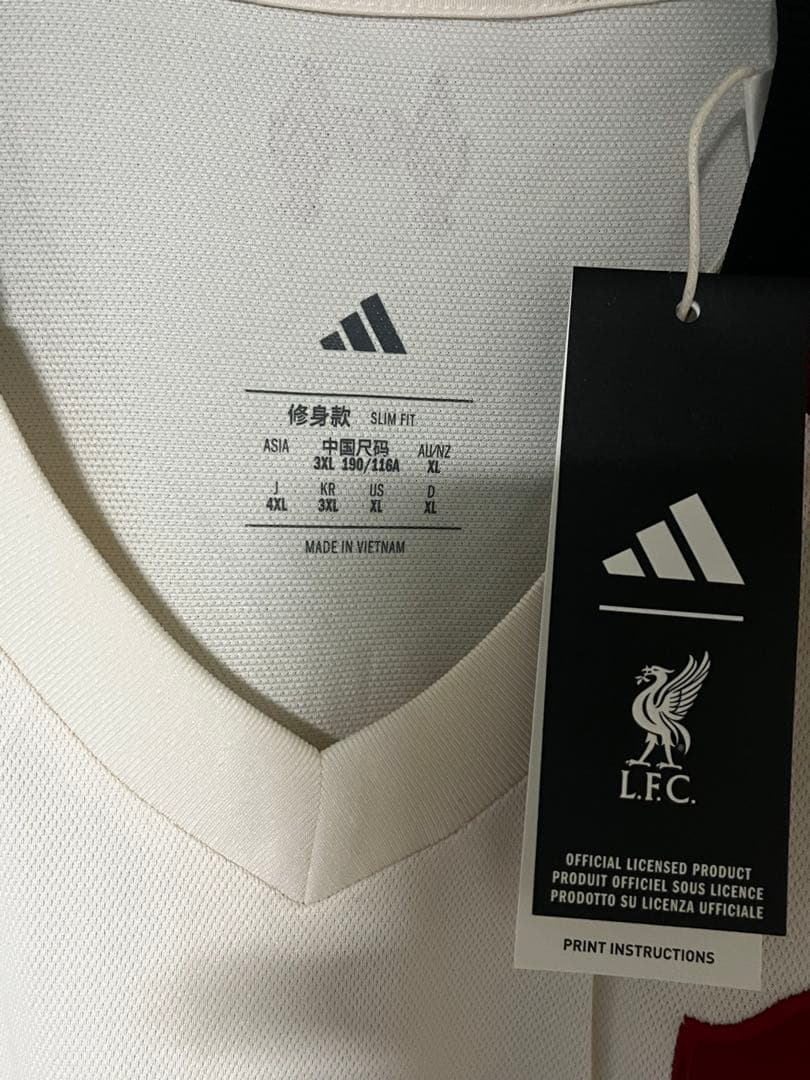 修身款 SLIM FIT
ASIA 中国尺码 AU/NZ
3XL 190/116A XL
J KR US D
4XL 3XL XL XL
MADE IN VIETNAM
L.F.C.
OFFICIAL LICENSED PRODUCT
PRODUIT OFFICIEL SOUS LICENCE
PRODOTTO SU LICENZA UFFICIALE
PRINT INSTRUCTIONS